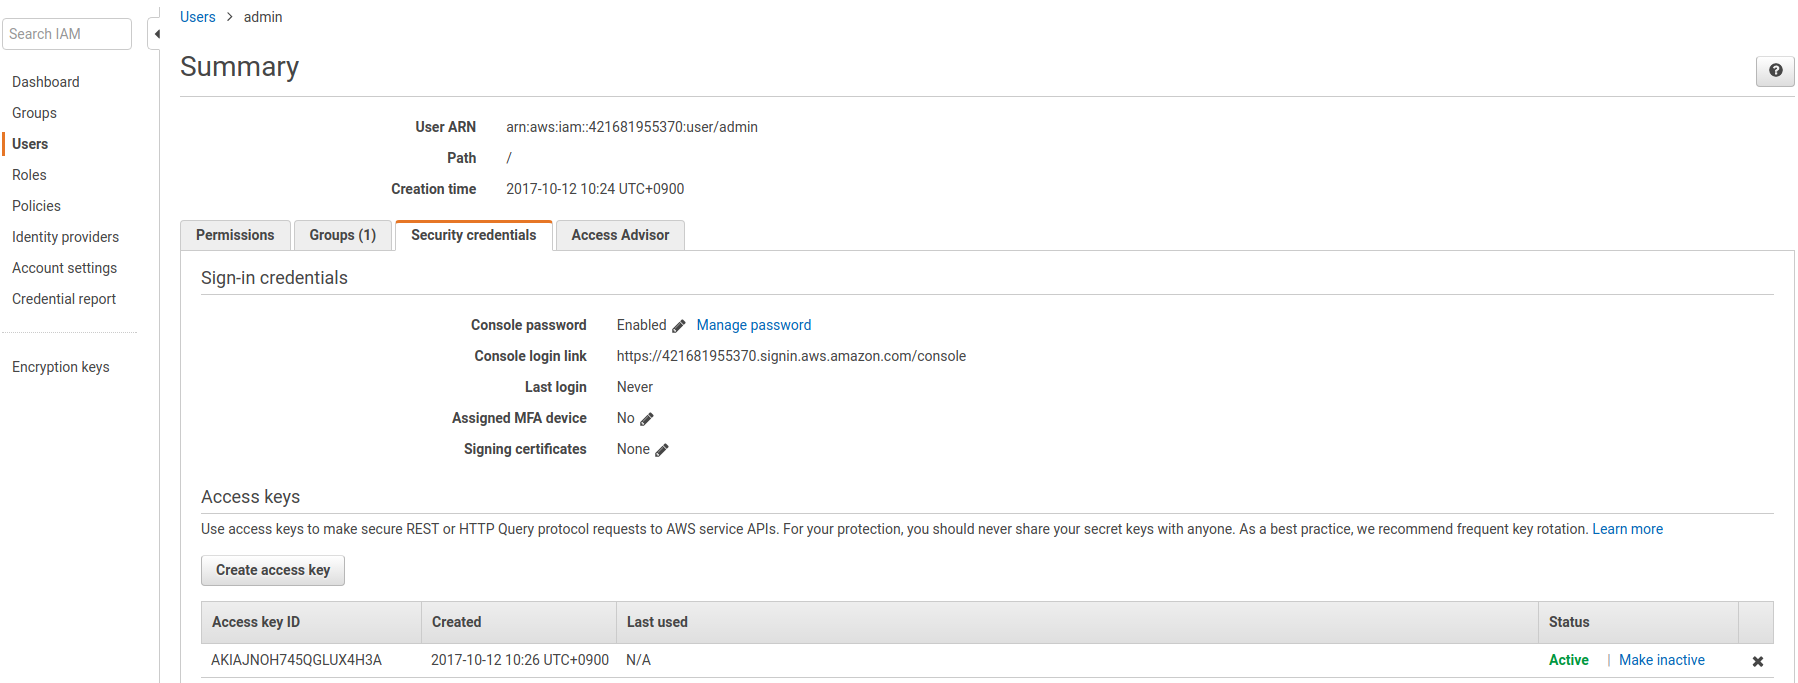 Users > admin
Search IAM
Summary
Dashboard
Groups
Users
Roles
Policies
Identity providers
Account settings
Credential report
Encryption keys
User ARN arn:aws:iam::421681955370:user/admin
Path /
Creation time 2017-10-12 10:24 UTC+0900
Permissions Groups (1) Security credentials Access Advisor
Sign-in credentials
Console password Enabled Manage password
Console login link https://421681955370.signin.aws.amazon.com/console
Last login Never
Assigned MFA device No
Signing certificates None
Access keys
Use access keys to make secure REST or HTTP Query protocol requests to AWS service APIs. For your protection, you should never share your secret keys with anyone. As a best practice, we recommend frequent key rotation. Learn more
Create access key
Access key ID Created Last used Status
AKIAJNOH745QGLUX4H3A 2017-10-12 10:26 UTC+0900 N/A Active | Make inactive